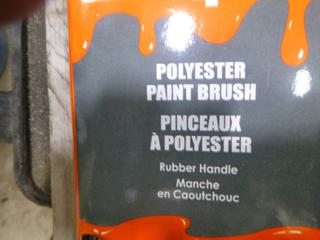 POLYESTER
PAINT BRUSH
PINCEAUX
À POLYESTER
Rubber Handle
Manche
en Caoutchouc